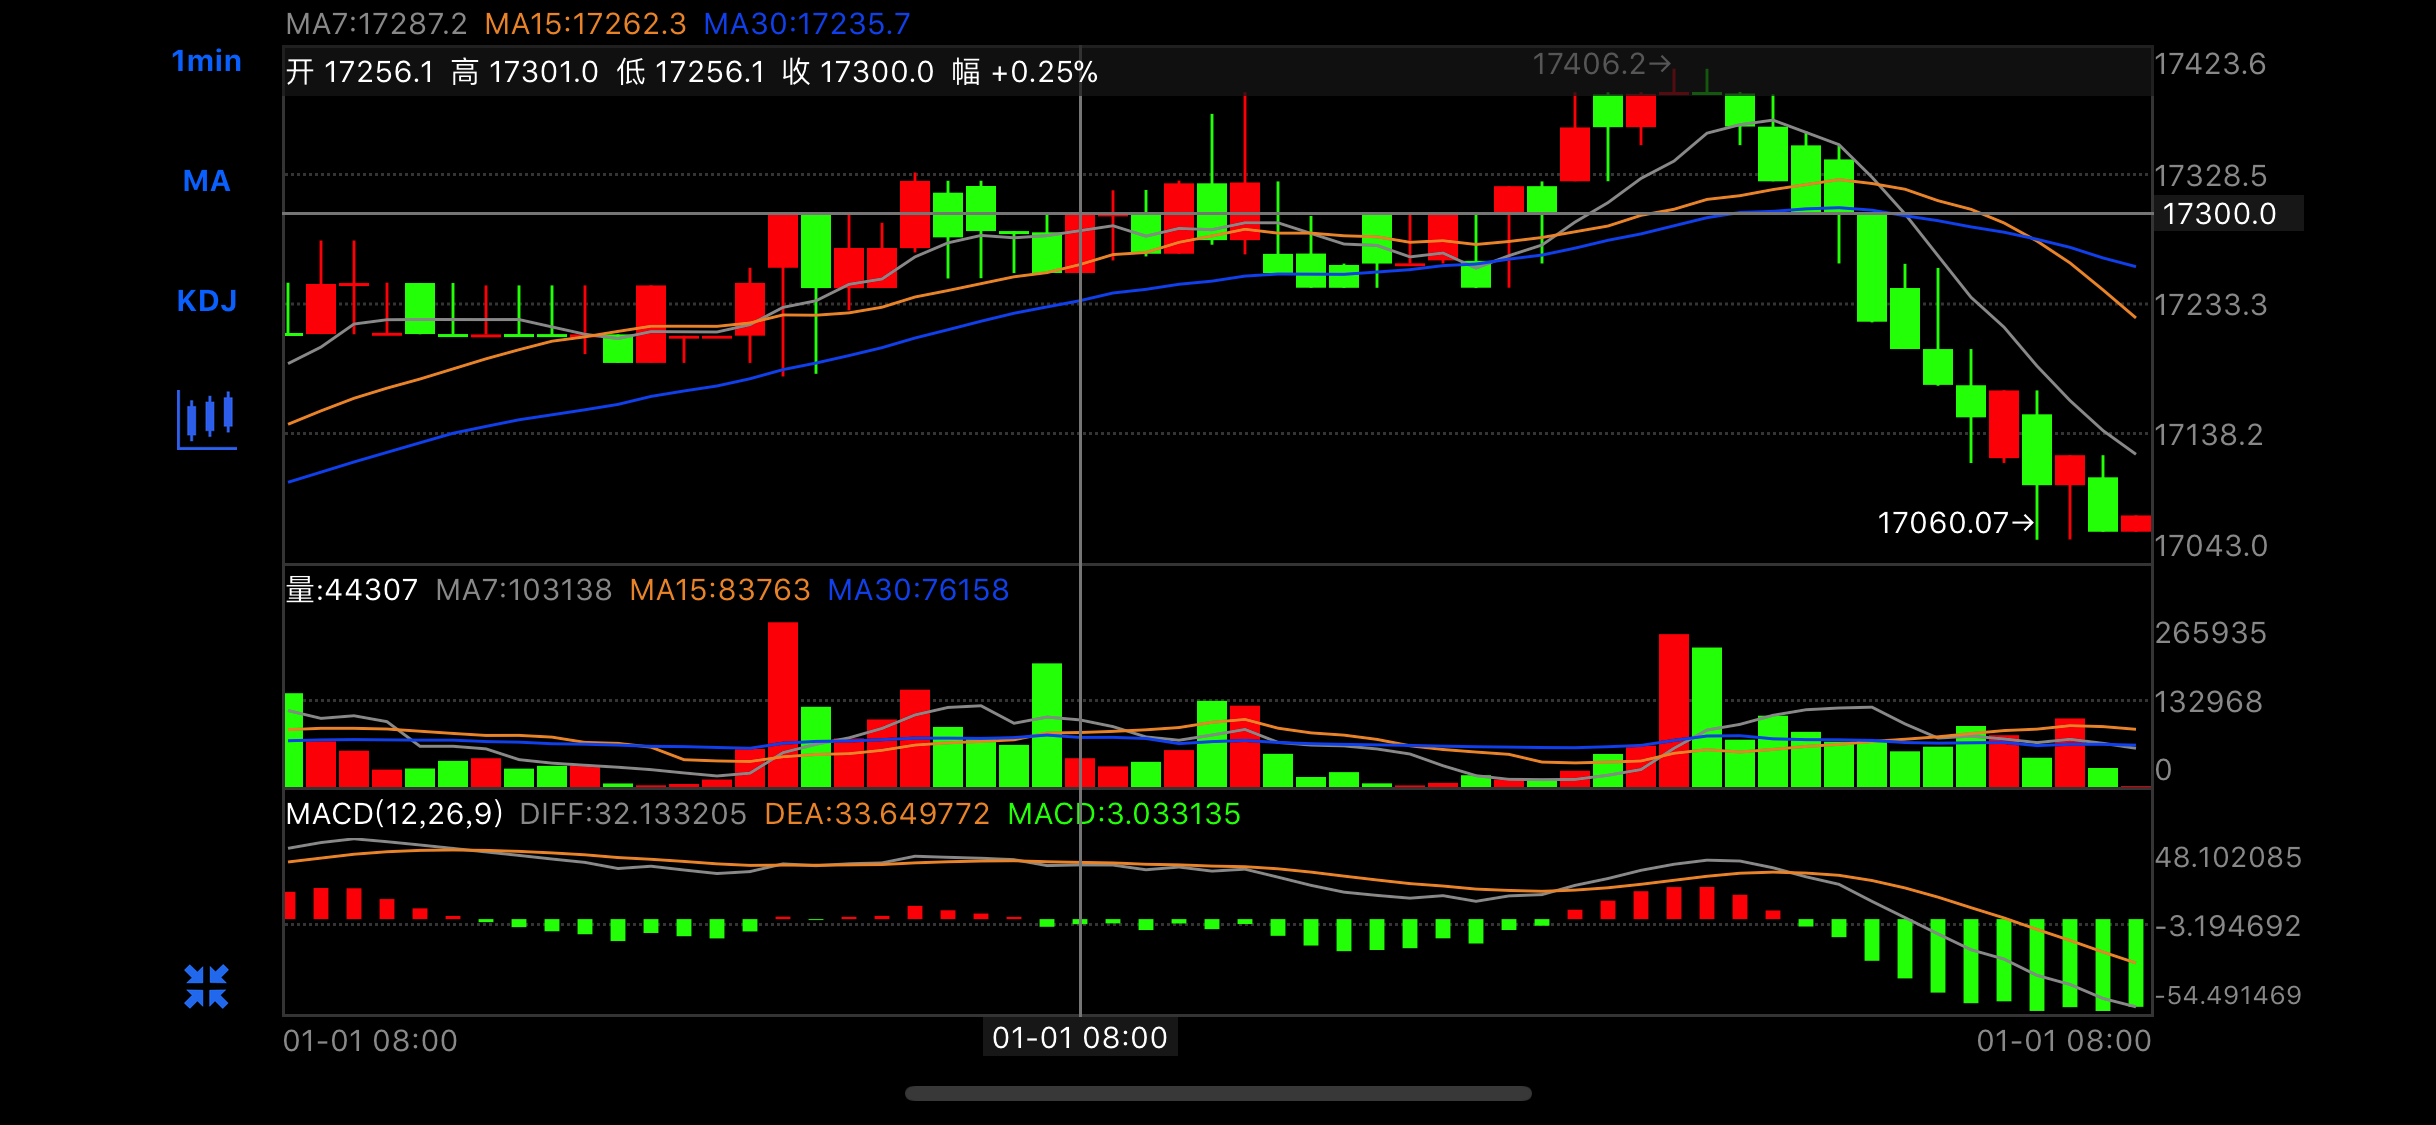 MA7:17287.2 MA15:17262.3 MA30:17235.7
1min
开 17256.1 高 17301.0 低 17256.1 收 17300.0 幅 +0.25%
17406.2→
17423.6
MA
17328.5
17300.0
KDJ
17233.3
17138.2
17060.07→
17043.0
量:44307 MA7:103138 MA15:83763 MA30:76158
265935
132968
0
MACD(12,26,9) DIFF:32.133205 DEA:33.649772 MACD:3.033135
48.102085
-3.194692
-54.491469
01-01 08:00 01-01 08:00 01-01 08:00